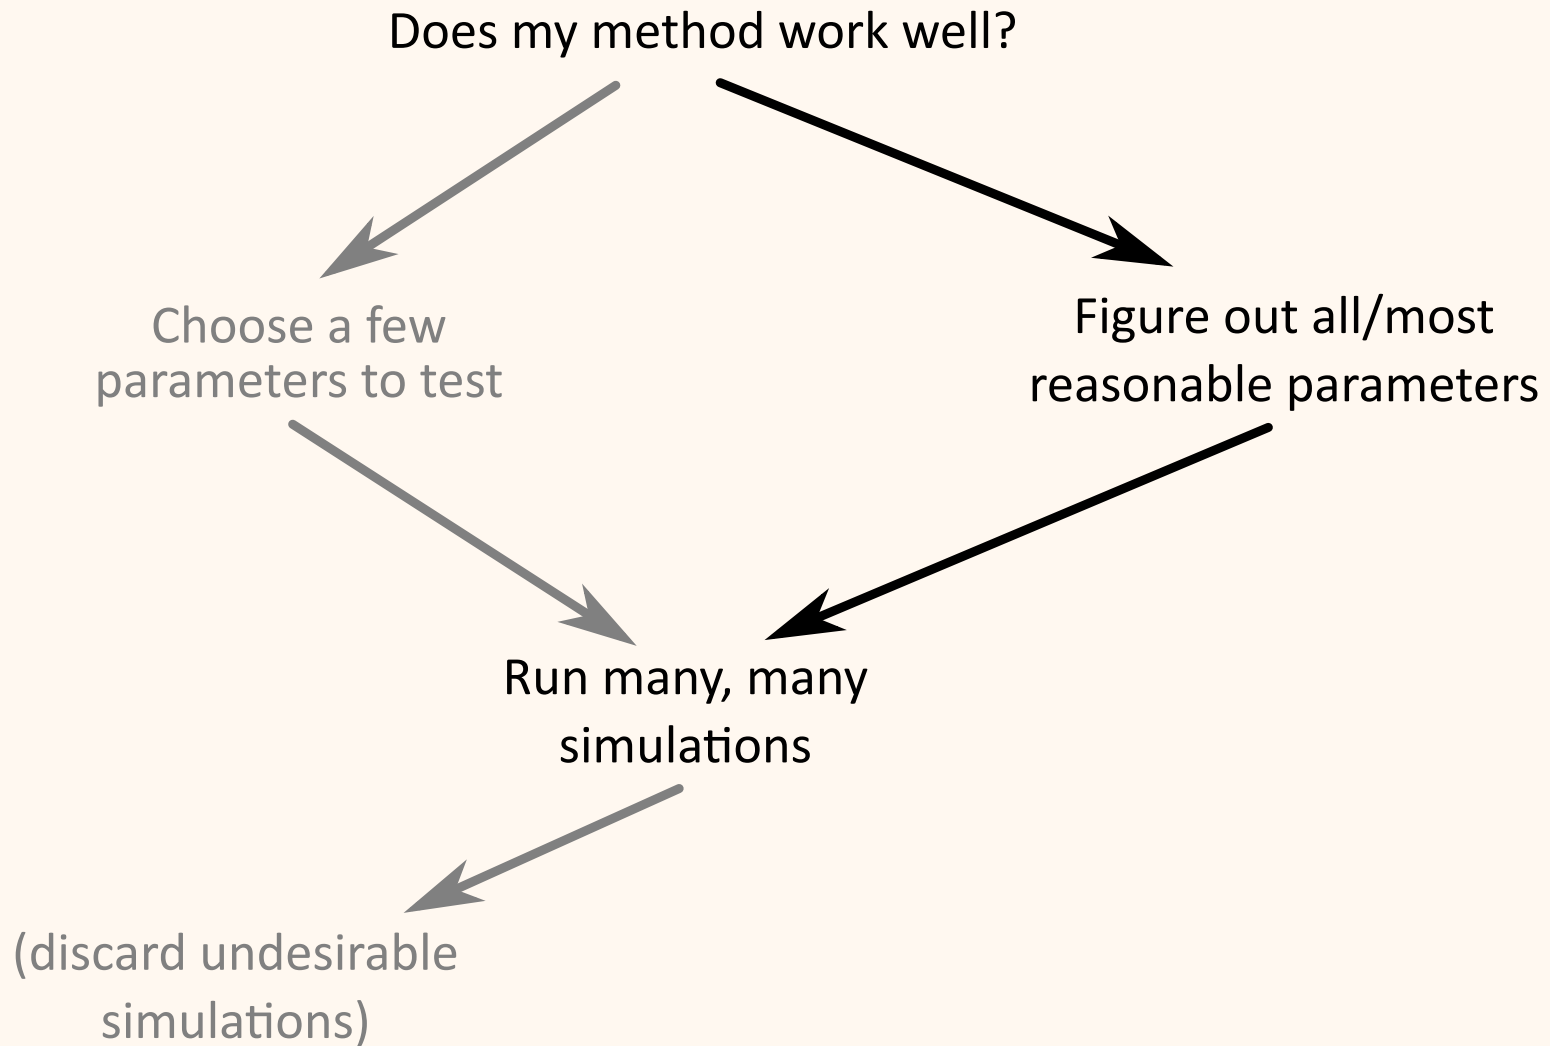 Does my method work well?
Choose a few
parameters to test
Figure out all/most
reasonable parameters
Run many, many
simulations
(discard undesirable
simulations)